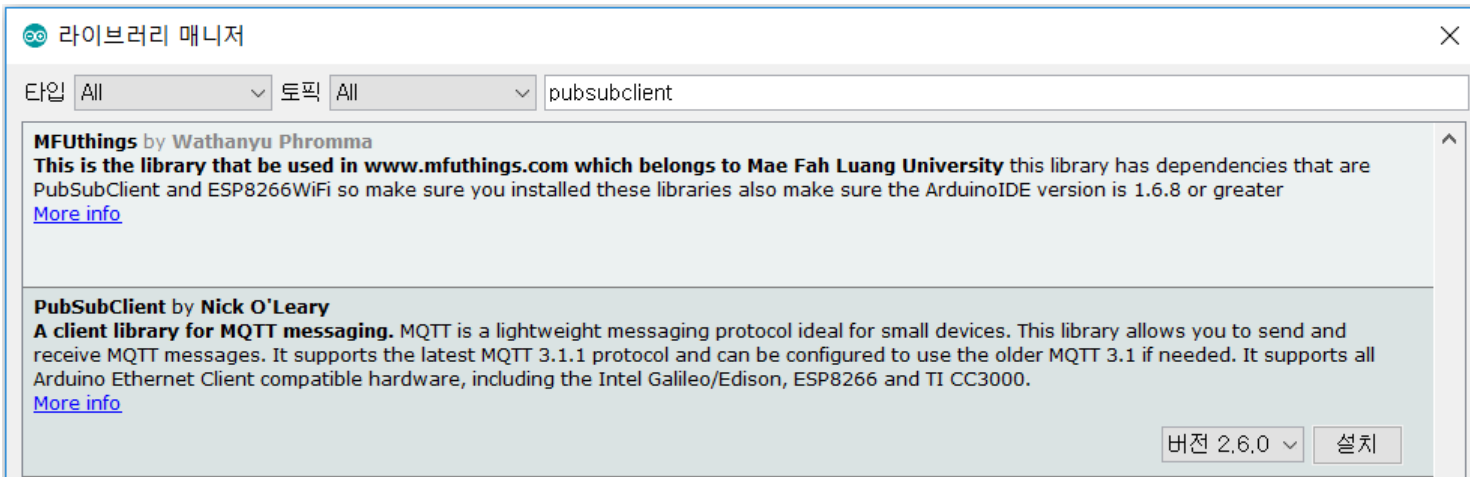 라이브러리 매니저
타입 All 토픽 All pubsubclient
MFUthings by Wathanyu Phromma
This is the library that be used in www.mfuthings.com which belongs to Mae Fah Luang University this library has dependencies that are
PubSubClient and ESP8266WiFi so make sure you installed these libraries also make sure the ArduinoIDE version is 1.6.8 or greater
More info
PubSubClient by Nick O'Leary
A client library for MQTT messaging. MQTT is a lightweight messaging protocol ideal for small devices. This library allows you to send and
receive MQTT messages. It supports the latest MQTT 3.1.1 protocol and can be configured to use the older MQTT 3.1 if needed. It supports all
Arduino Ethernet Client compatible hardware, including the Intel Galileo/Edison, ESP8266 and TI CC3000.
More info
버전 2.6.0 설치